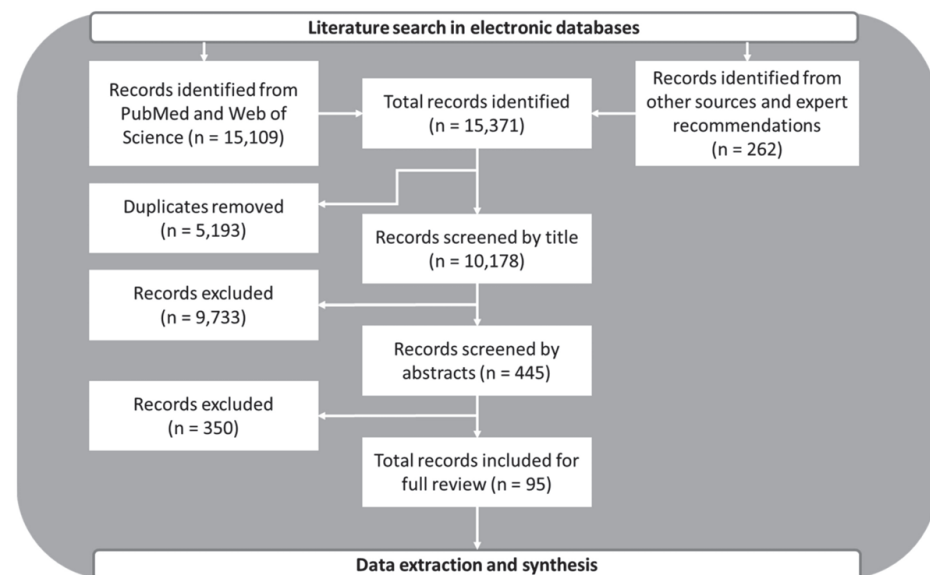 Literature search in electronic databases
Records identified from
PubMed and Web of
Science (n = 15,109)
Total records identified
(n = 15,371)
Records identified from
other sources and expert
recommendations
(n = 262)
Duplicates removed
(n = 5,193)
Records screened by title
(n = 10,178)
Records excluded
(n = 9,733)
Records screened by
abstracts (n = 445)
Records excluded
(n = 350)
Total records included for
full review (n = 95)
Data extraction and synthesis